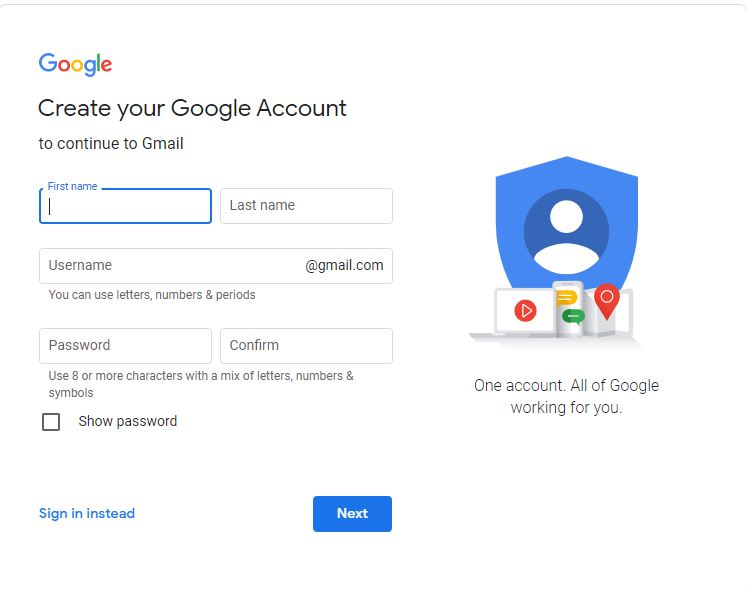 Google
Create your Google Account
to continue to Gmail
First name
Last name
Username @gmail.com
You can use letters, numbers & periods
Password
Confirm
Use 8 or more characters with a mix of letters, numbers &
symbols
Show password
Sign in instead
Next
One account. All of Google
working for you.